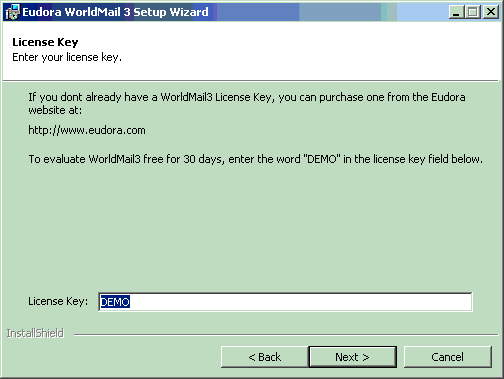 Eudora WorldMail 3 Setup Wizard
License Key
Enter your license key.
If you dont already have a WorldMail3 License Key, you can purchase one from the Eudora
website at:
http://www.eudora.com
To evaluate WorldMail3 free for 30 days, enter the word "DEMO" in the license key field below.
License Key: DEMO
InstallShield
< Back Next > Cancel